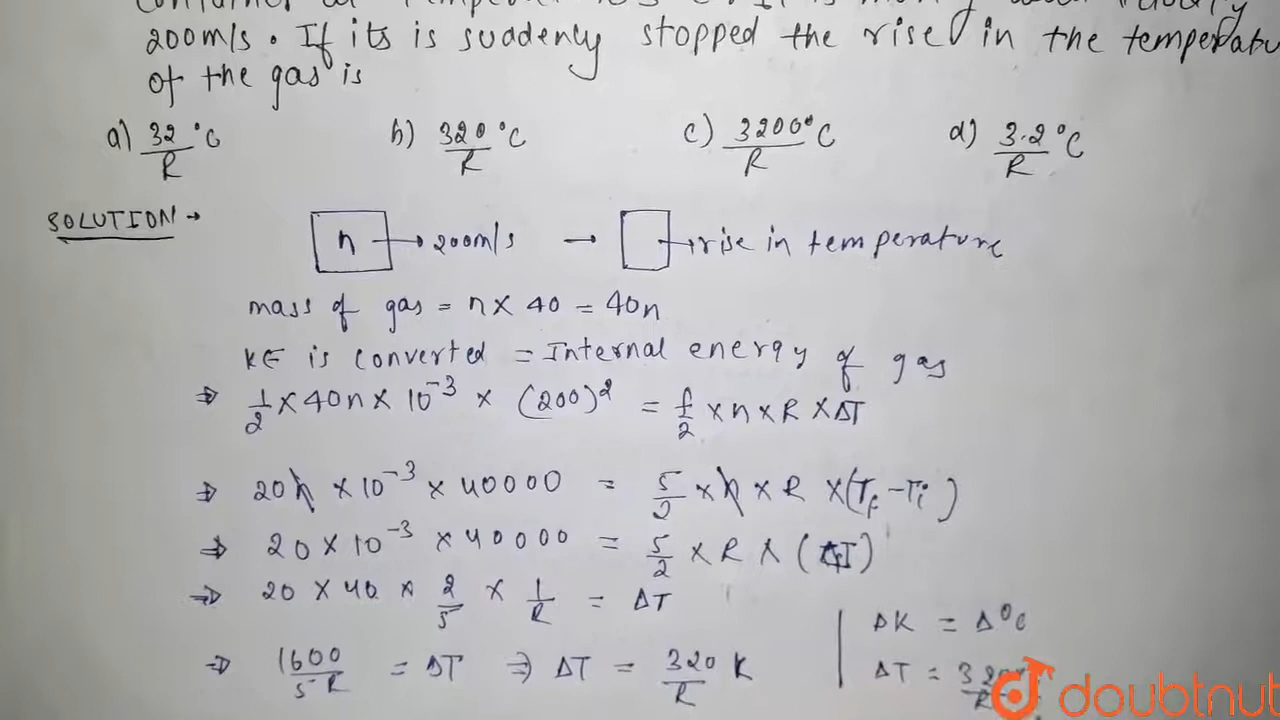 200m/s. If its is suddenly stopped the rise in the temperatu
of the gas is
a) 32/R °C b) 320/R °C c) 3200°/R C d) 3.2/R °C
SOLUTION →
n → 200m/s → → rise in temperature
mass of gas = n × 40 = 40n
KE is converted = Internal energy of gas
⇒ 1/2 × 40n × 10⁻³ × (200)² = f/2 × n × R × ΔT
⇒ 20n × 10⁻³ × 40000 = 5/2 × n × R × (Tf - Ti)
⇒ 20 × 10⁻³ × 40000 = 5/2 × R × (ΔT)
⇒ 20 × 40 × 2/5 × 1/R = ΔT
⇒ 1600/5R = ΔT ⇒ ΔT = 320/R K
ΔK = Δ°C
ΔT =
doubtnut